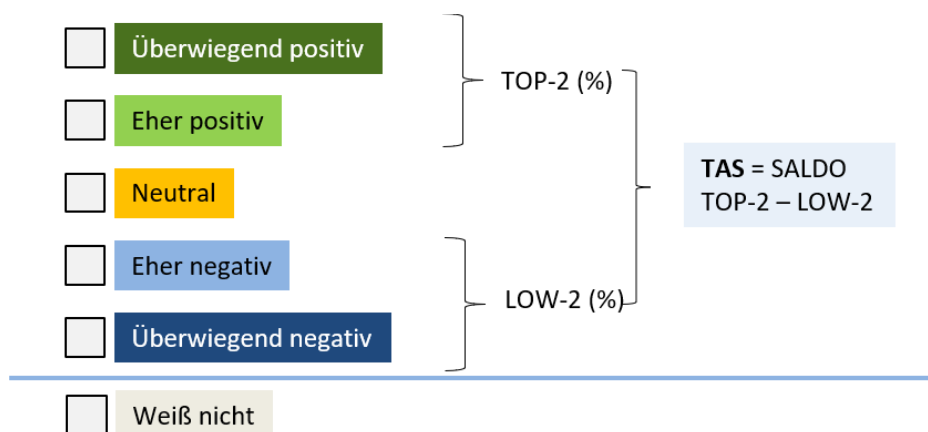 Überwiegend positiv
Eher positiv
Neutral
Eher negativ
Überwiegend negativ
Weiß nicht
TOP-2 (%)
LOW-2 (%)
TAS = SALDO
TOP-2 – LOW-2